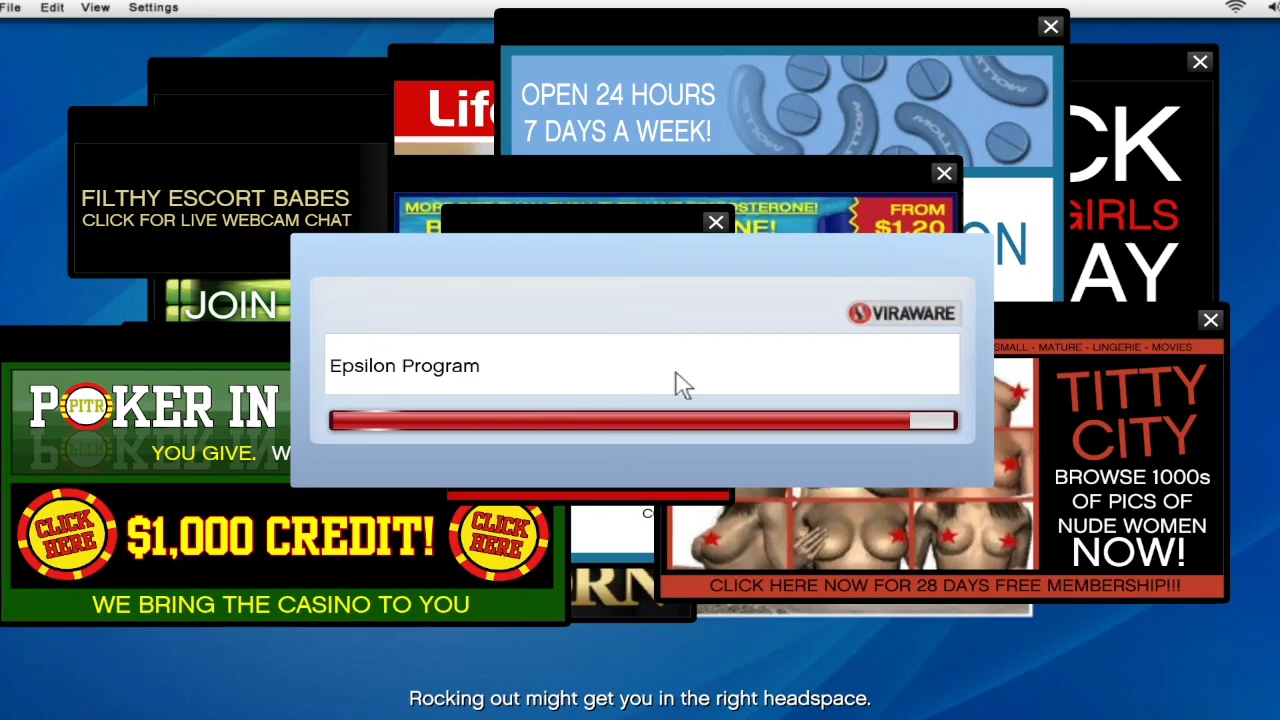 File Edit View Settings
OPEN 24 HOURS
7 DAYS A WEEK!
FILTHY ESCORT BABES
CLICK FOR LIVE WEBCAM CHAT
FROM
$1.20
GIRLS
JOIN
VIRAWARE
Epsilon Program
POKER IN
PITR
YOU GIVE.
CLICK HERE
$1,000 CREDIT!
CLICK HERE
WE BRING THE CASINO TO YOU
SMALL - MATURE - LINGERIE - MOVIES
TITTY
CITY
BROWSE 1000s
OF PICS OF
NUDE WOMEN
NOW!
CLICK HERE NOW FOR 28 DAYS FREE MEMBERSHIP!!!
Rocking out might get you in the right headspace.